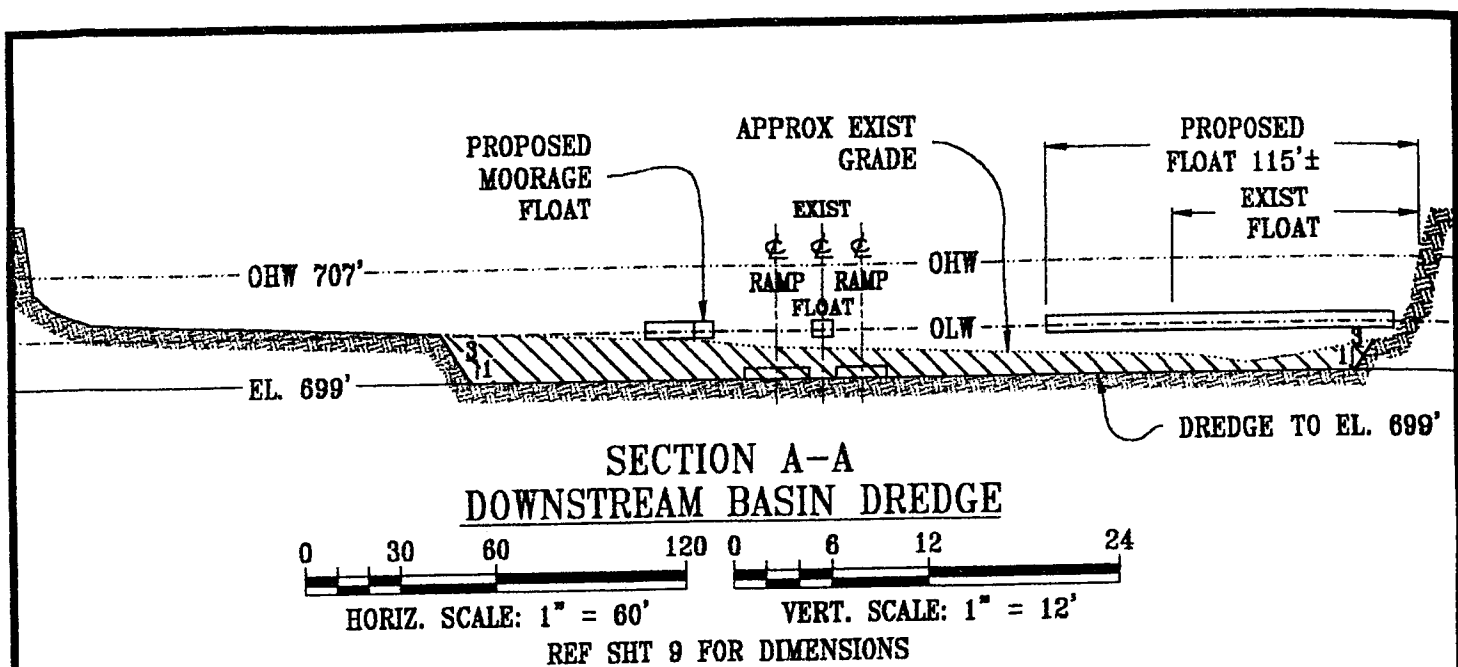 PROPOSED
MOORAGE
FLOAT
APPROX EXIST
GRADE
PROPOSED
FLOAT 115'±
EXIST
FLOAT
EXIST
℄ ℄ ℄
RAMP RAMP
FLOAT
OHW 707'
OHW
OLW
3
1
3
1
EL. 699'
DREDGE TO EL. 699'
SECTION A-A
DOWNSTREAM BASIN DREDGE
0 30 60 120
0 6 12 24
HORIZ. SCALE: 1" = 60'
VERT. SCALE: 1" = 12'
REF SHT 9 FOR DIMENSIONS